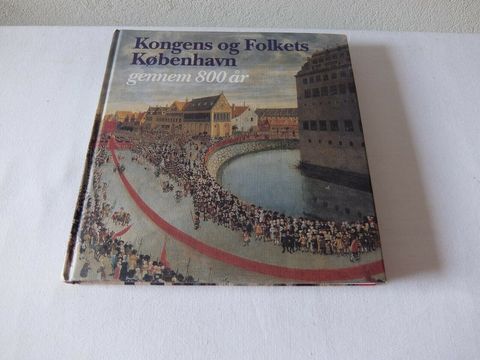 Kongens og Folkets
København
gennem 800 år